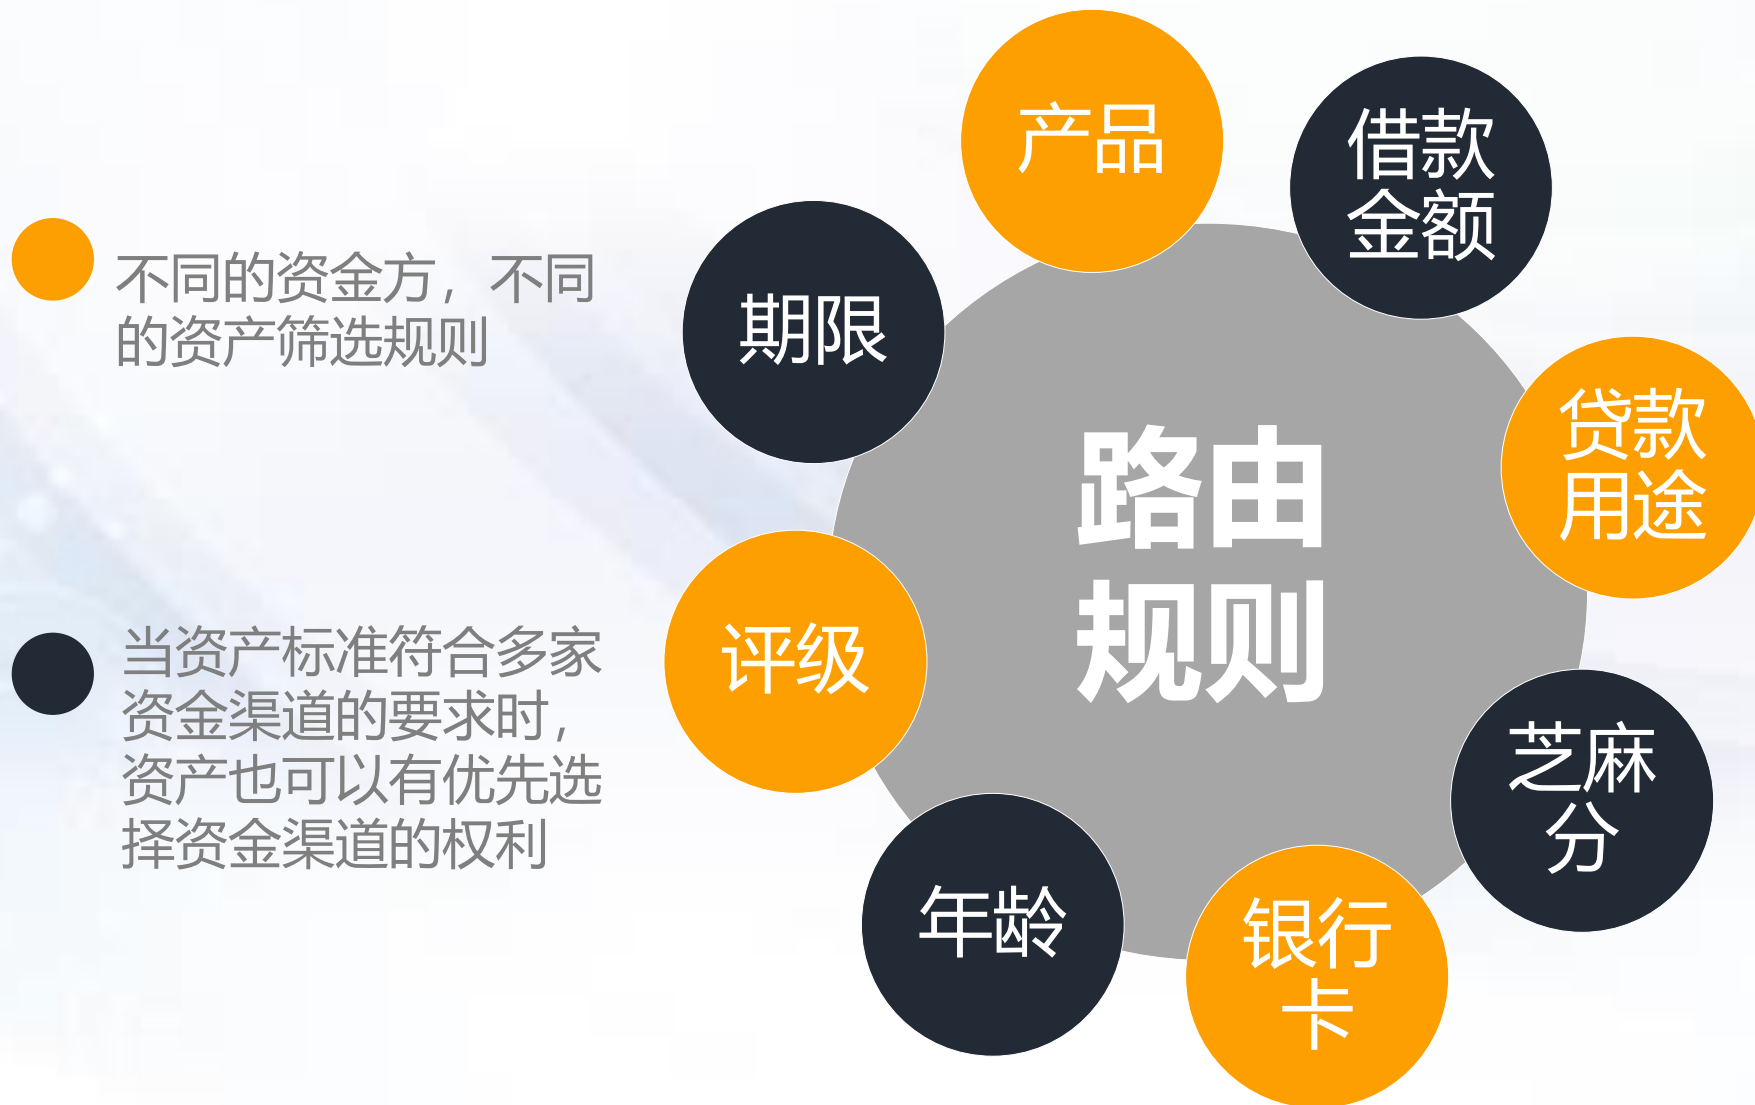 不同的资金方，不同
的资产筛选规则
当资产标准符合多家
资金渠道的要求时，
资产也可以有优先选
择资金渠道的权利
路由
规则
产品
借款
金额
贷款
用途
芝麻
分
银行
卡
年龄
评级
期限